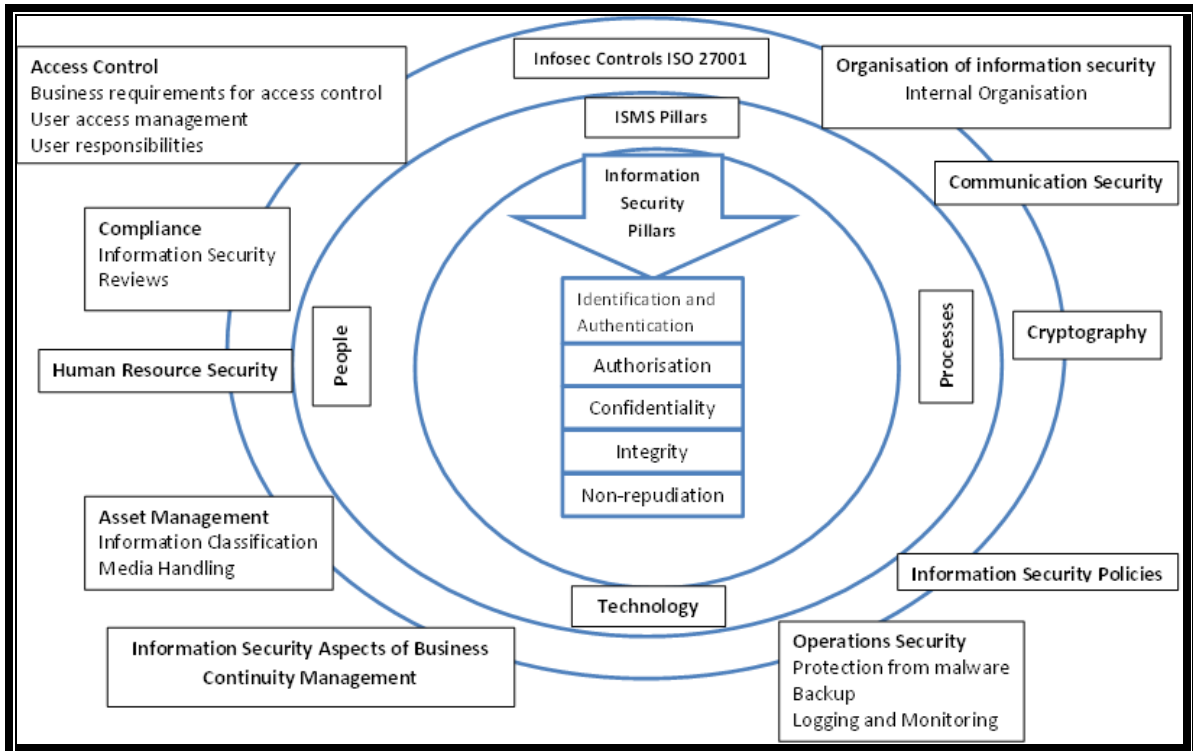 Infosec Controls ISO 27001
Access Control
Business requirements for access control
User access management
User responsibilities
Organisation of information security
Internal Organisation
ISMS Pillars
Information
Security
Pillars
Communication Security
Compliance
Information Security
Reviews
Identification and
Authentication
Authorisation
Confidentiality
Integrity
Non-repudiation
People
Processes
Cryptography
Human Resource Security
Asset Management
Information Classification
Media Handling
Information Security Policies
Technology
Information Security Aspects of Business
Continuity Management
Operations Security
Protection from malware
Backup
Logging and Monitoring